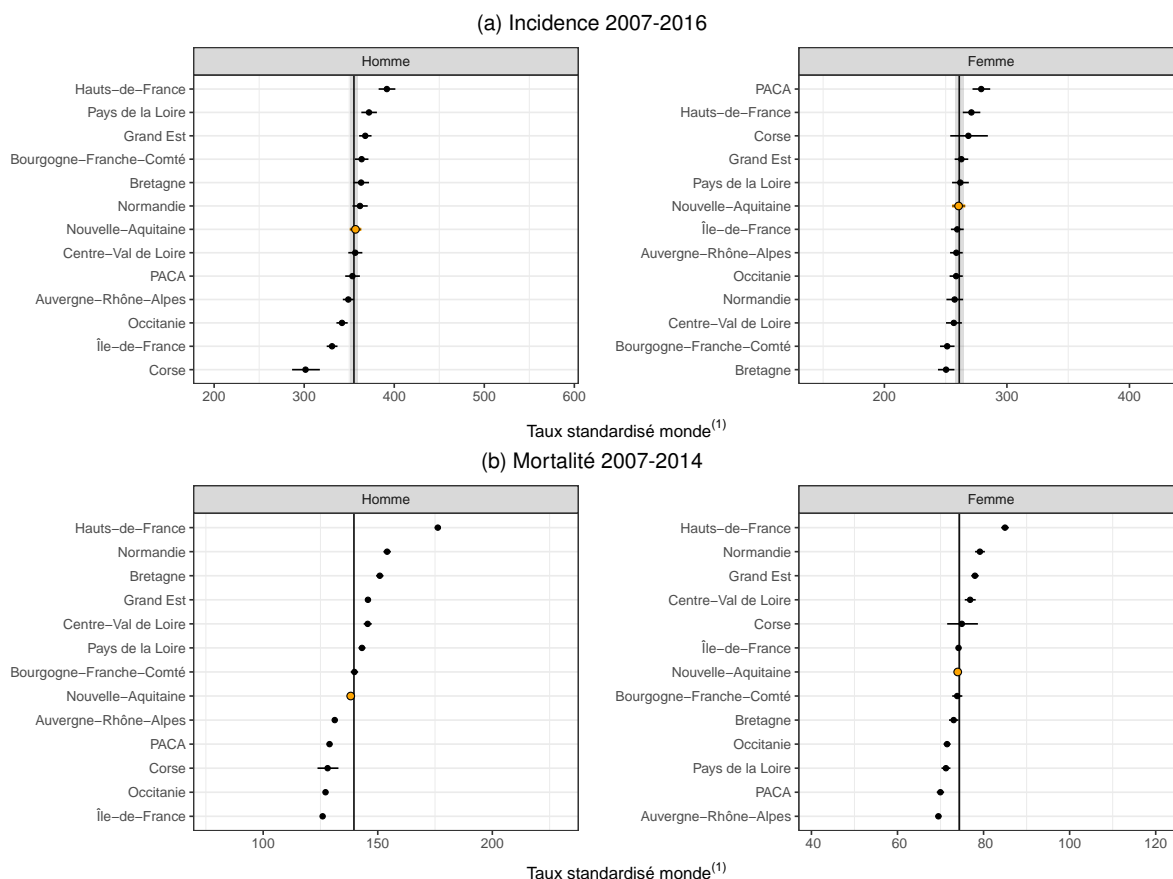 (a) Incidence 2007-2016
Homme
Hauts−de−France
Pays de la Loire
Grand Est
Bourgogne−Franche−Comté
Bretagne
Normandie
Nouvelle−Aquitaine
Centre−Val de Loire
PACA
Auvergne−Rhône−Alpes
Occitanie
Île−de−France
Corse
200 300 400 500 600
Femme
PACA
Hauts−de−France
Corse
Grand Est
Pays de la Loire
Nouvelle−Aquitaine
Île−de−France
Auvergne−Rhône−Alpes
Occitanie
Normandie
Centre−Val de Loire
Bourgogne−Franche−Comté
Bretagne
200 300 400
Taux standardisé monde(1)
(b) Mortalité 2007-2014
Homme
Hauts−de−France
Normandie
Bretagne
Grand Est
Centre−Val de Loire
Pays de la Loire
Bourgogne−Franche−Comté
Nouvelle−Aquitaine
Auvergne−Rhône−Alpes
PACA
Corse
Occitanie
Île−de−France
100 150 200
Femme
Hauts−de−France
Normandie
Grand Est
Centre−Val de Loire
Corse
Île−de−France
Nouvelle−Aquitaine
Bourgogne−Franche−Comté
Bretagne
Occitanie
Pays de la Loire
PACA
Auvergne−Rhône−Alpes
40 60 80 100 120
Taux standardisé monde(1)